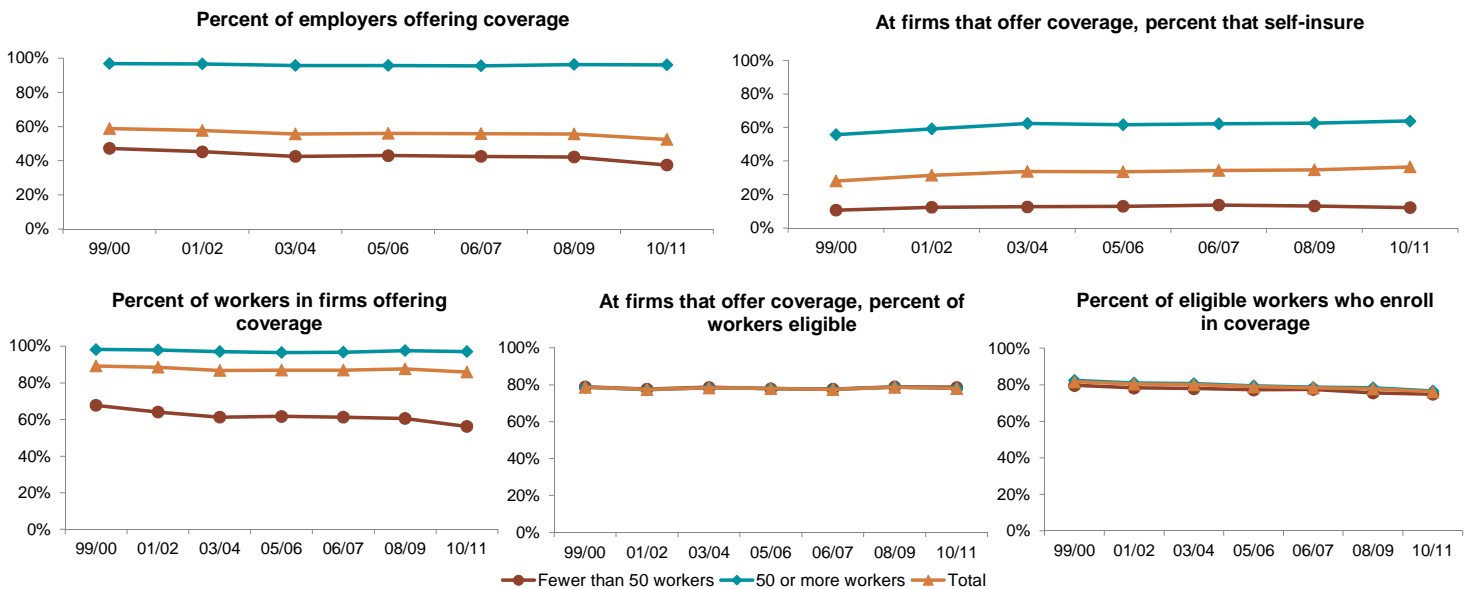 Percent of employers offering coverage
100%
80%
60%
40%
20%
0%
99/00 01/02 03/04 05/06 06/07 08/09 10/11
At firms that offer coverage, percent that self-insure
100%
80%
60%
40%
20%
0%
99/00 01/02 03/04 05/06 06/07 08/09 10/11
Percent of workers in firms offering
coverage
100%
80%
60%
40%
20%
0%
99/00 01/02 03/04 05/06 06/07 08/09 10/11
At firms that offer coverage, percent of
workers eligible
100%
80%
60%
40%
20%
0%
99/00 01/02 03/04 05/06 06/07 08/09 10/11
Percent of eligible workers who enroll
in coverage
100%
80%
60%
40%
20%
0%
99/00 01/02 03/04 05/06 06/07 08/09 10/11
Fewer than 50 workers 50 or more workers Total